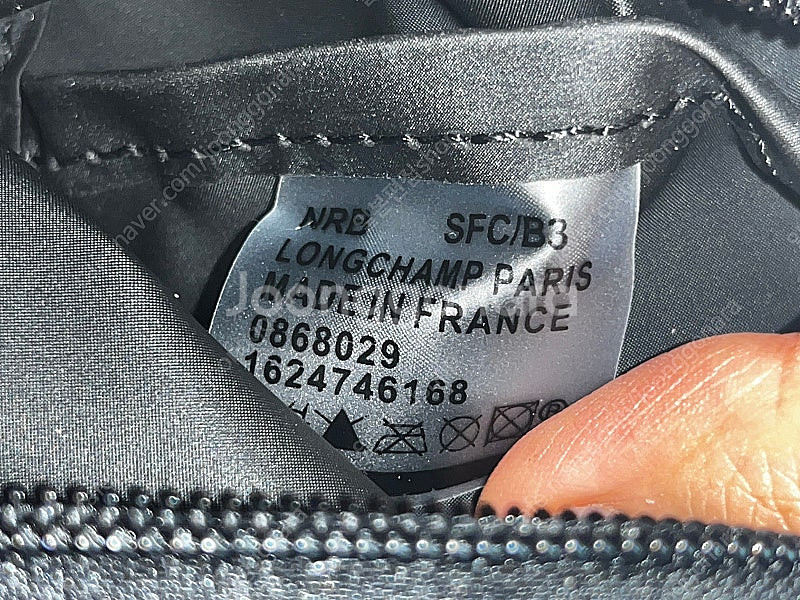 NRB SFC/B3
LONGCHAMP PARIS
MADE IN FRANCE
0868029
1624746168